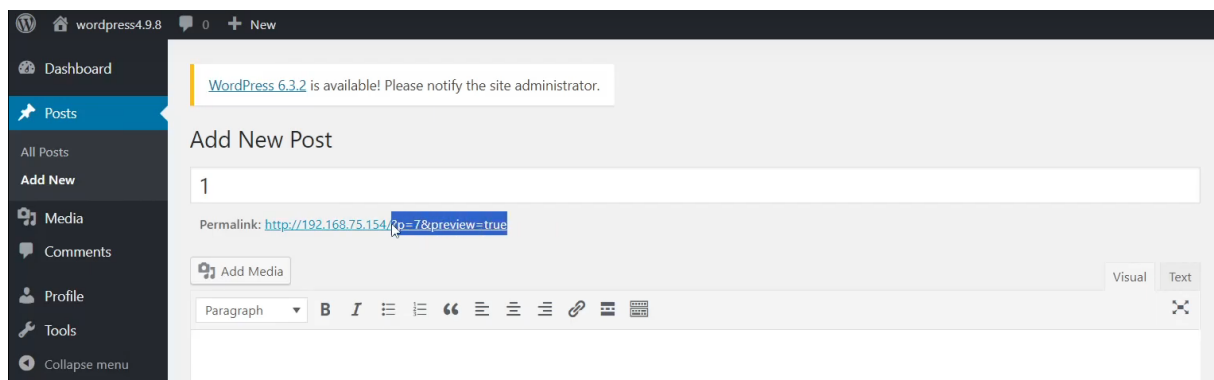 wordpress4.9.8 0 + New
Dashboard
WordPress 6.3.2 is available! Please notify the site administrator.
Posts
Add New Post
All Posts
Add New
1
Media
Permalink: http://192.168.75.154/?p=7&preview=true
Comments
Add Media
Visual Text
Profile
Paragraph B I
Tools
Collapse menu